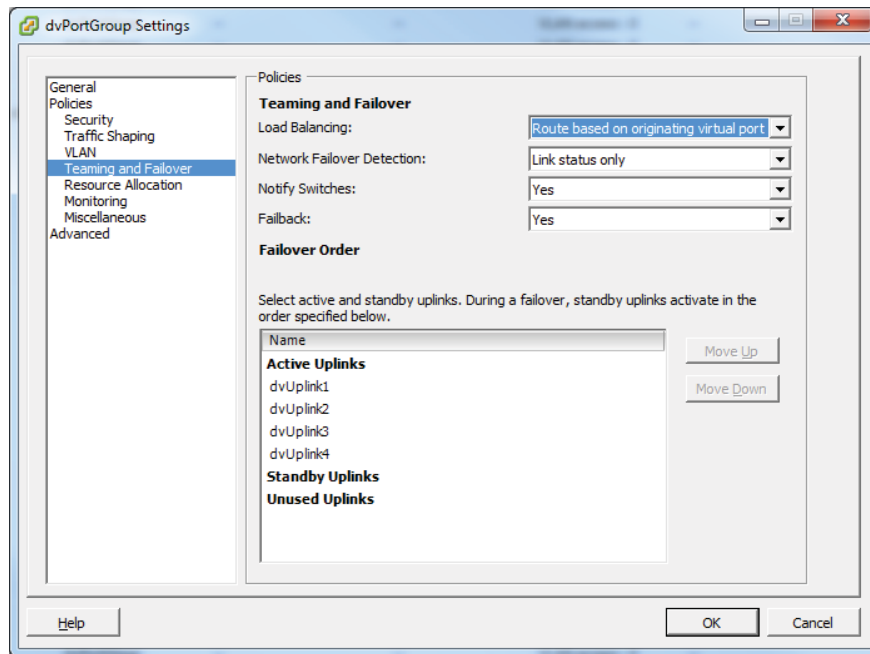 dvPortGroup Settings
General
Policies
Security
Traffic Shaping
VLAN
Teaming and Failover
Resource Allocation
Monitoring
Miscellaneous
Advanced
Policies
Teaming and Failover
Load Balancing: Route based on originating virtual port
Network Failover Detection: Link status only
Notify Switches: Yes
Failback: Yes
Failover Order
Select active and standby uplinks. During a failover, standby uplinks activate in the
order specified below.
Name
Active Uplinks
dvUplink1
dvUplink2
dvUplink3
dvUplink4
Standby Uplinks
Unused Uplinks
Move Up
Move Down
Help OK Cancel